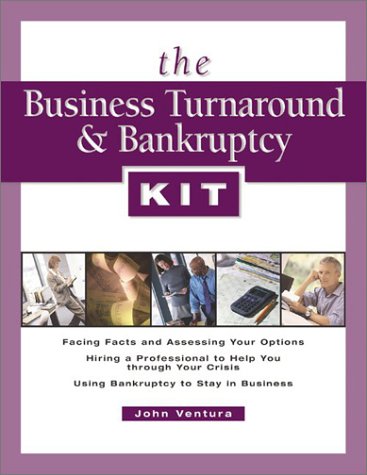 the
Business Turnaround
& Bankruptcy
KIT
Facing Facts and Assessing Your Options
Hiring a Professional to Help You
through Your Crisis
Using Bankruptcy to Stay in Business
John Ventura